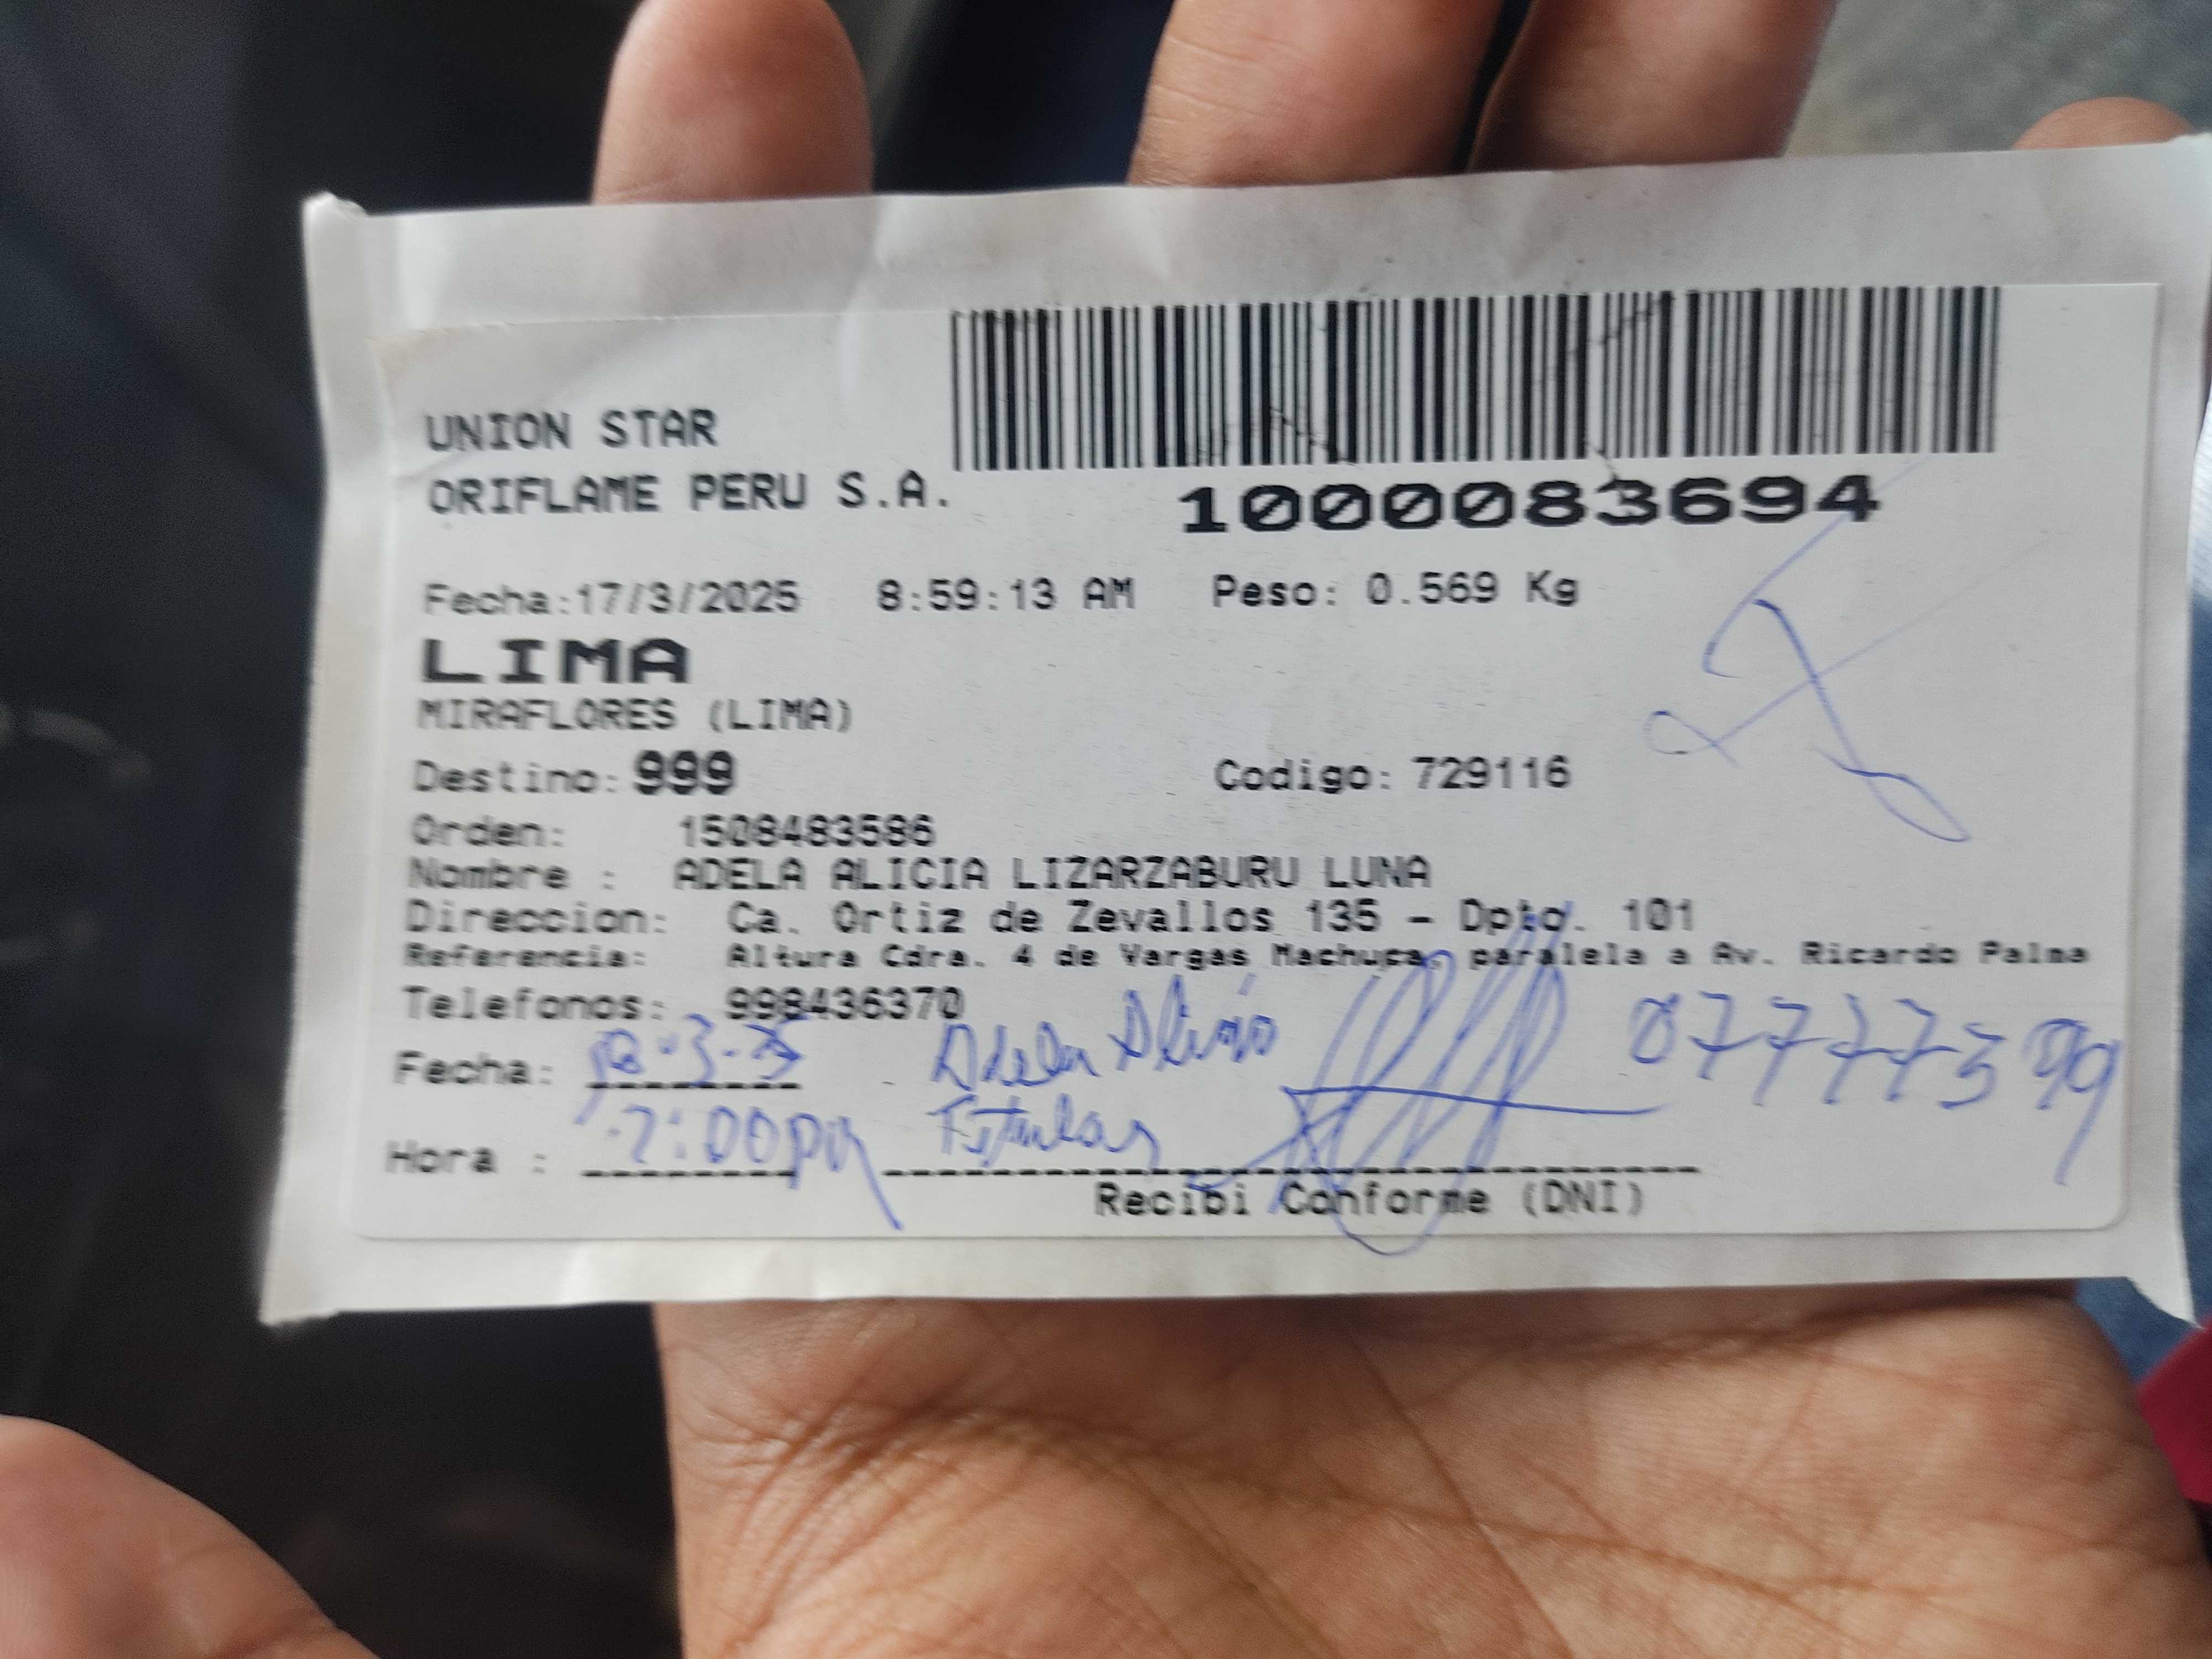 UNION STAR
ORIFLAME PERU S.A.
1000083694
Fecha:17/3/2025 8:59:13 AM Peso: 0.569 Kg
LIMA
MIRAFLORES (LIMA)
Destino: 999 Codigo: 729116
Orden: 1508483586
Nombre : ADELA ALICIA LIZARZABURU LUNA
Direccion: Ca. Ortiz de Zevallos 135 - Dpto. 101
Referencia: Altura Cdra. 4 de Vargas Machuca, paralela a Av. Ricardo Palma
Telefonos: 998436370
Fecha: Adela Alicia
Hora : Titular
Recibi Conforme (DNI)